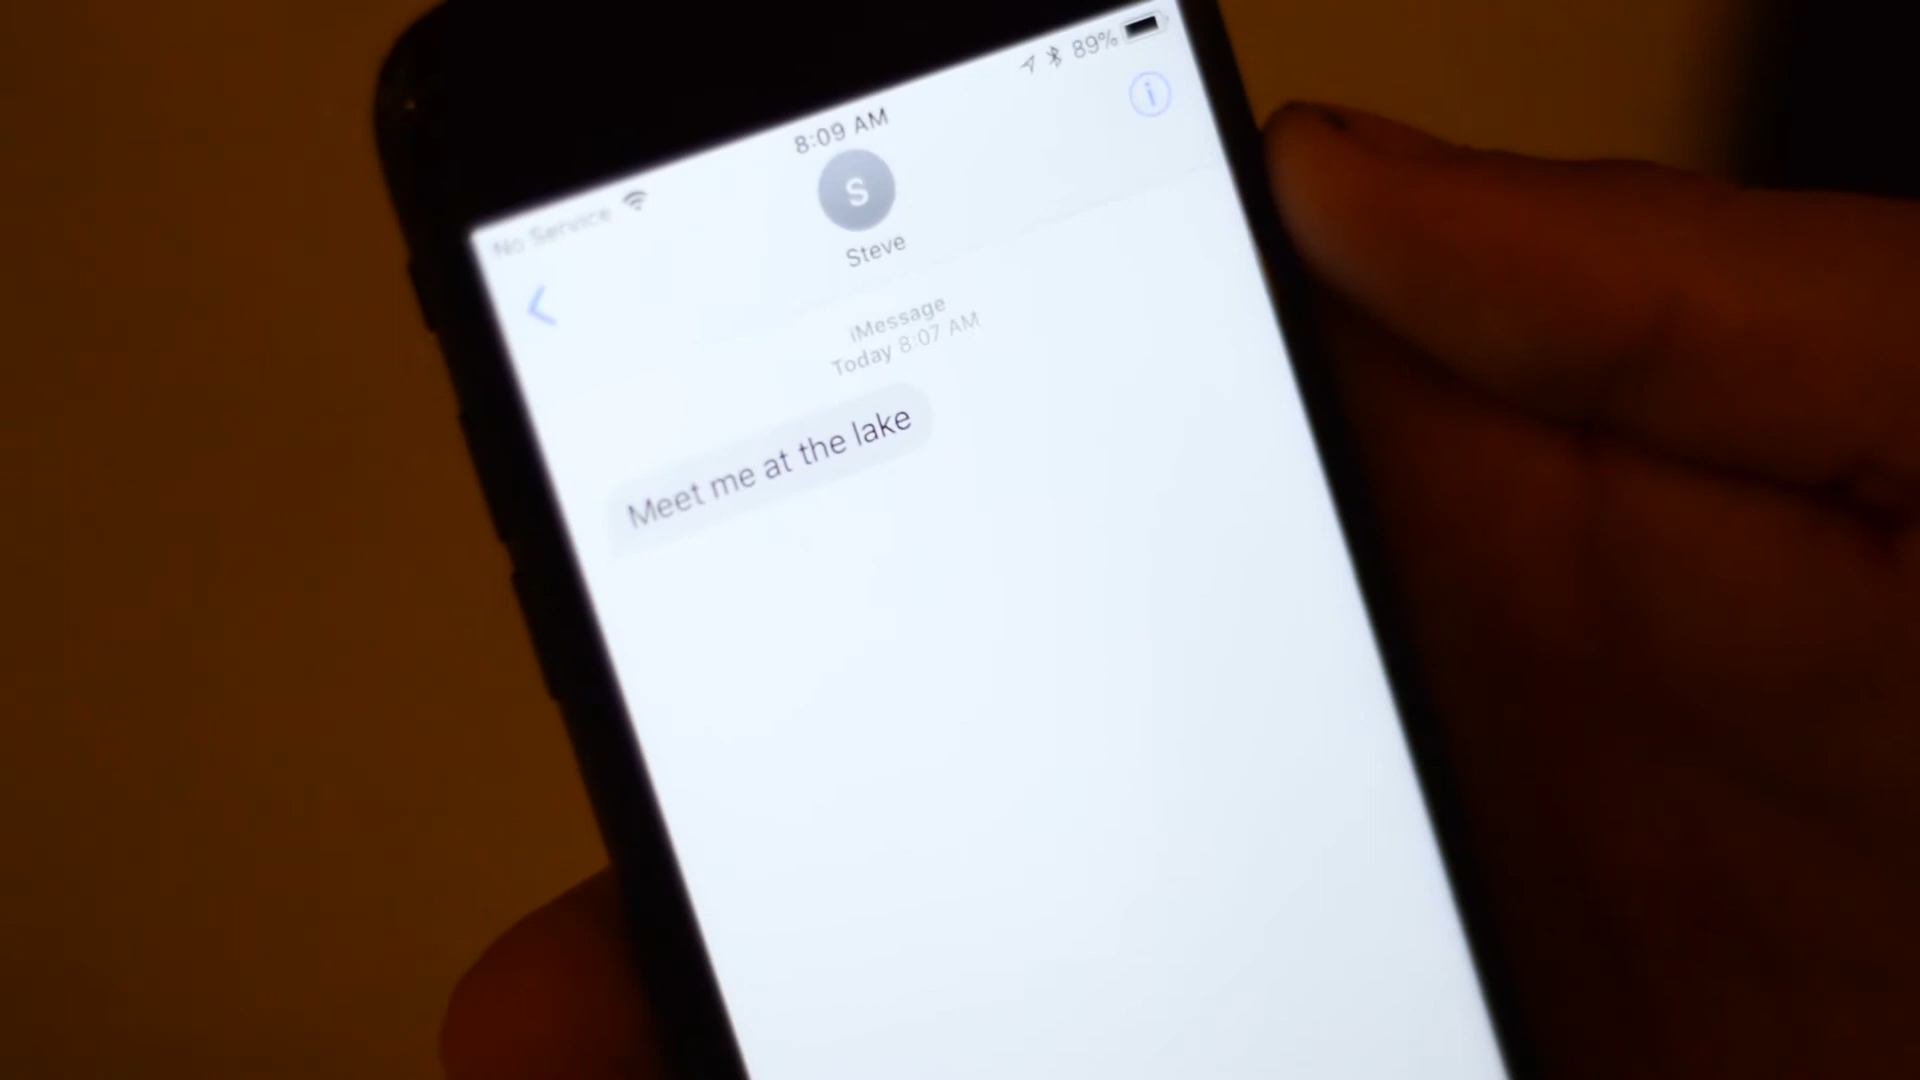 No Service 8:09 AM 89%
S
Steve
iMessage
Today 8:07 AM
Meet me at the lake